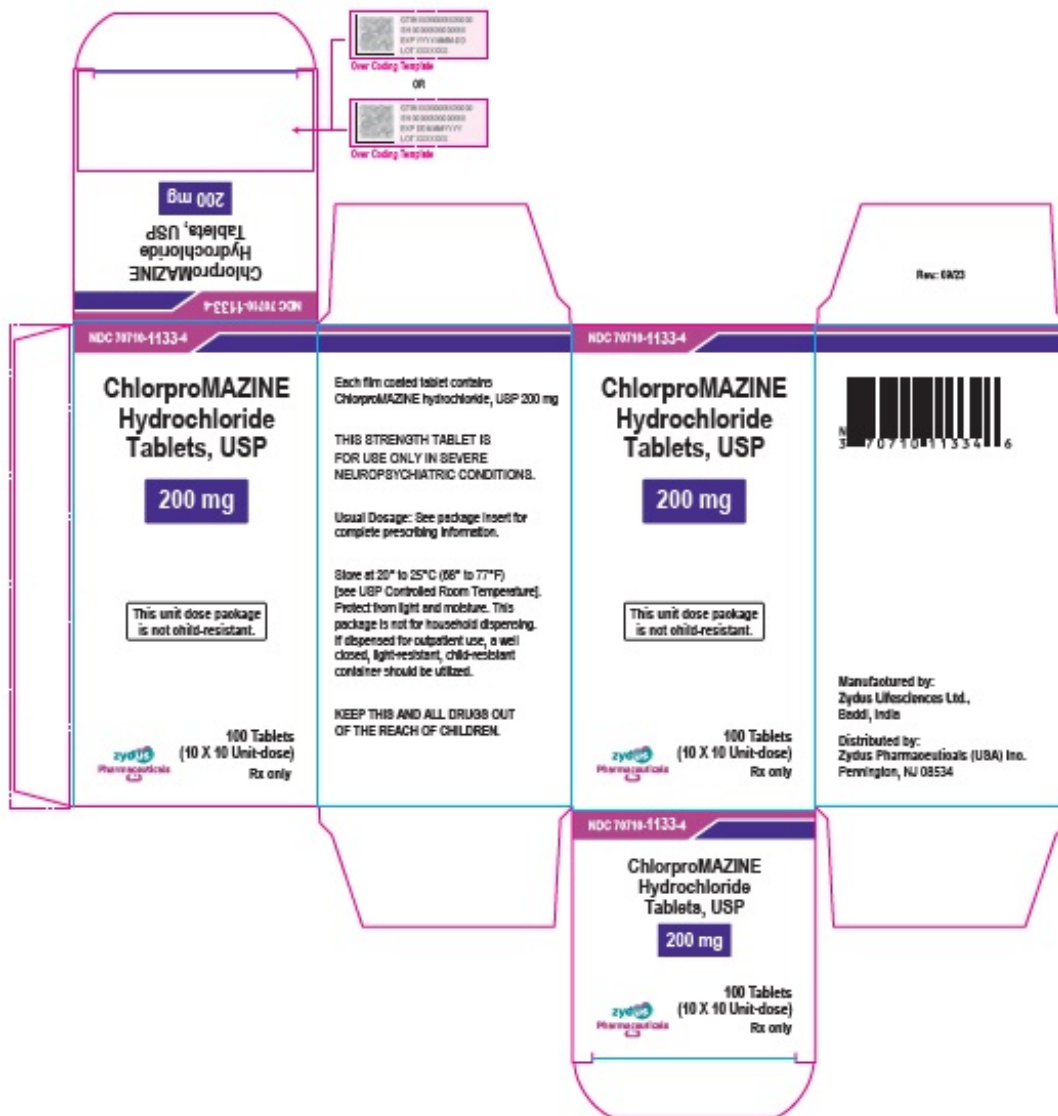 Over Coding Template
OR
Over Coding Template
200 mg
ChlorproMAZINE
Hydrochloride
Tablets, USP
NDC 70710-1133-4
Rev.: 09/23
NDC 70710-1133-4
ChlorproMAZINE
Hydrochloride
Tablets, USP
200 mg
This unit dose package
is not child-resistant.
zydus
Pharmaceuticals
100 Tablets
(10 X 10 Unit-dose)
Rx only
Each film coated tablet contains
ChlorproMAZINE hydrochloride, USP 200 mg
THIS STRENGTH TABLET IS
FOR USE ONLY IN SEVERE
NEUROPSYCHIATRIC CONDITIONS.
Usual Dosage: See package insert for
complete prescribing information.
Store at 20° to 25°C (68° to 77°F)
[see USP Controlled Room Temperature].
Protect from light and moisture. This
package is not for household dispensing.
If dispensed for outpatient use, a well
closed, light-resistant, child-resistant
container should be utilized.
KEEP THIS AND ALL DRUGS OUT
OF THE REACH OF CHILDREN.
NDC 70710-1133-4
ChlorproMAZINE
Hydrochloride
Tablets, USP
200 mg
This unit dose package
is not child-resistant.
zydus
Pharmaceuticals
100 Tablets
(10 X 10 Unit-dose)
Rx only
N
3 70710 11334 6
Manufactured by:
Zydus Lifesciences Ltd.,
Baddi, India
Distributed by:
Zydus Pharmaceuticals (USA) Inc.
Pennington, NJ 08534
NDC 70710-1133-4
ChlorproMAZINE
Hydrochloride
Tablets, USP
200 mg
zydus
Pharmaceuticals
100 Tablets
(10 X 10 Unit-dose)
Rx only